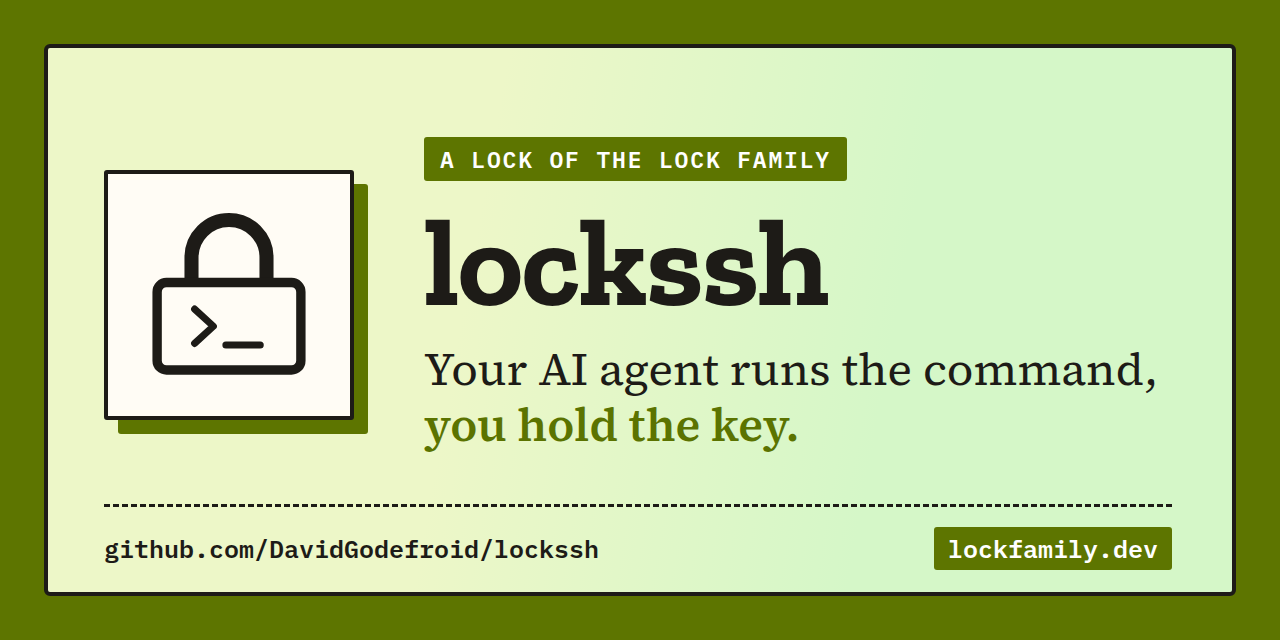 A LOCK OF THE LOCK FAMILY
lockssh
>_
Your AI agent runs the command,
you hold the key.
github.com/DavidGodefroid/lockssh
lockfamily.dev